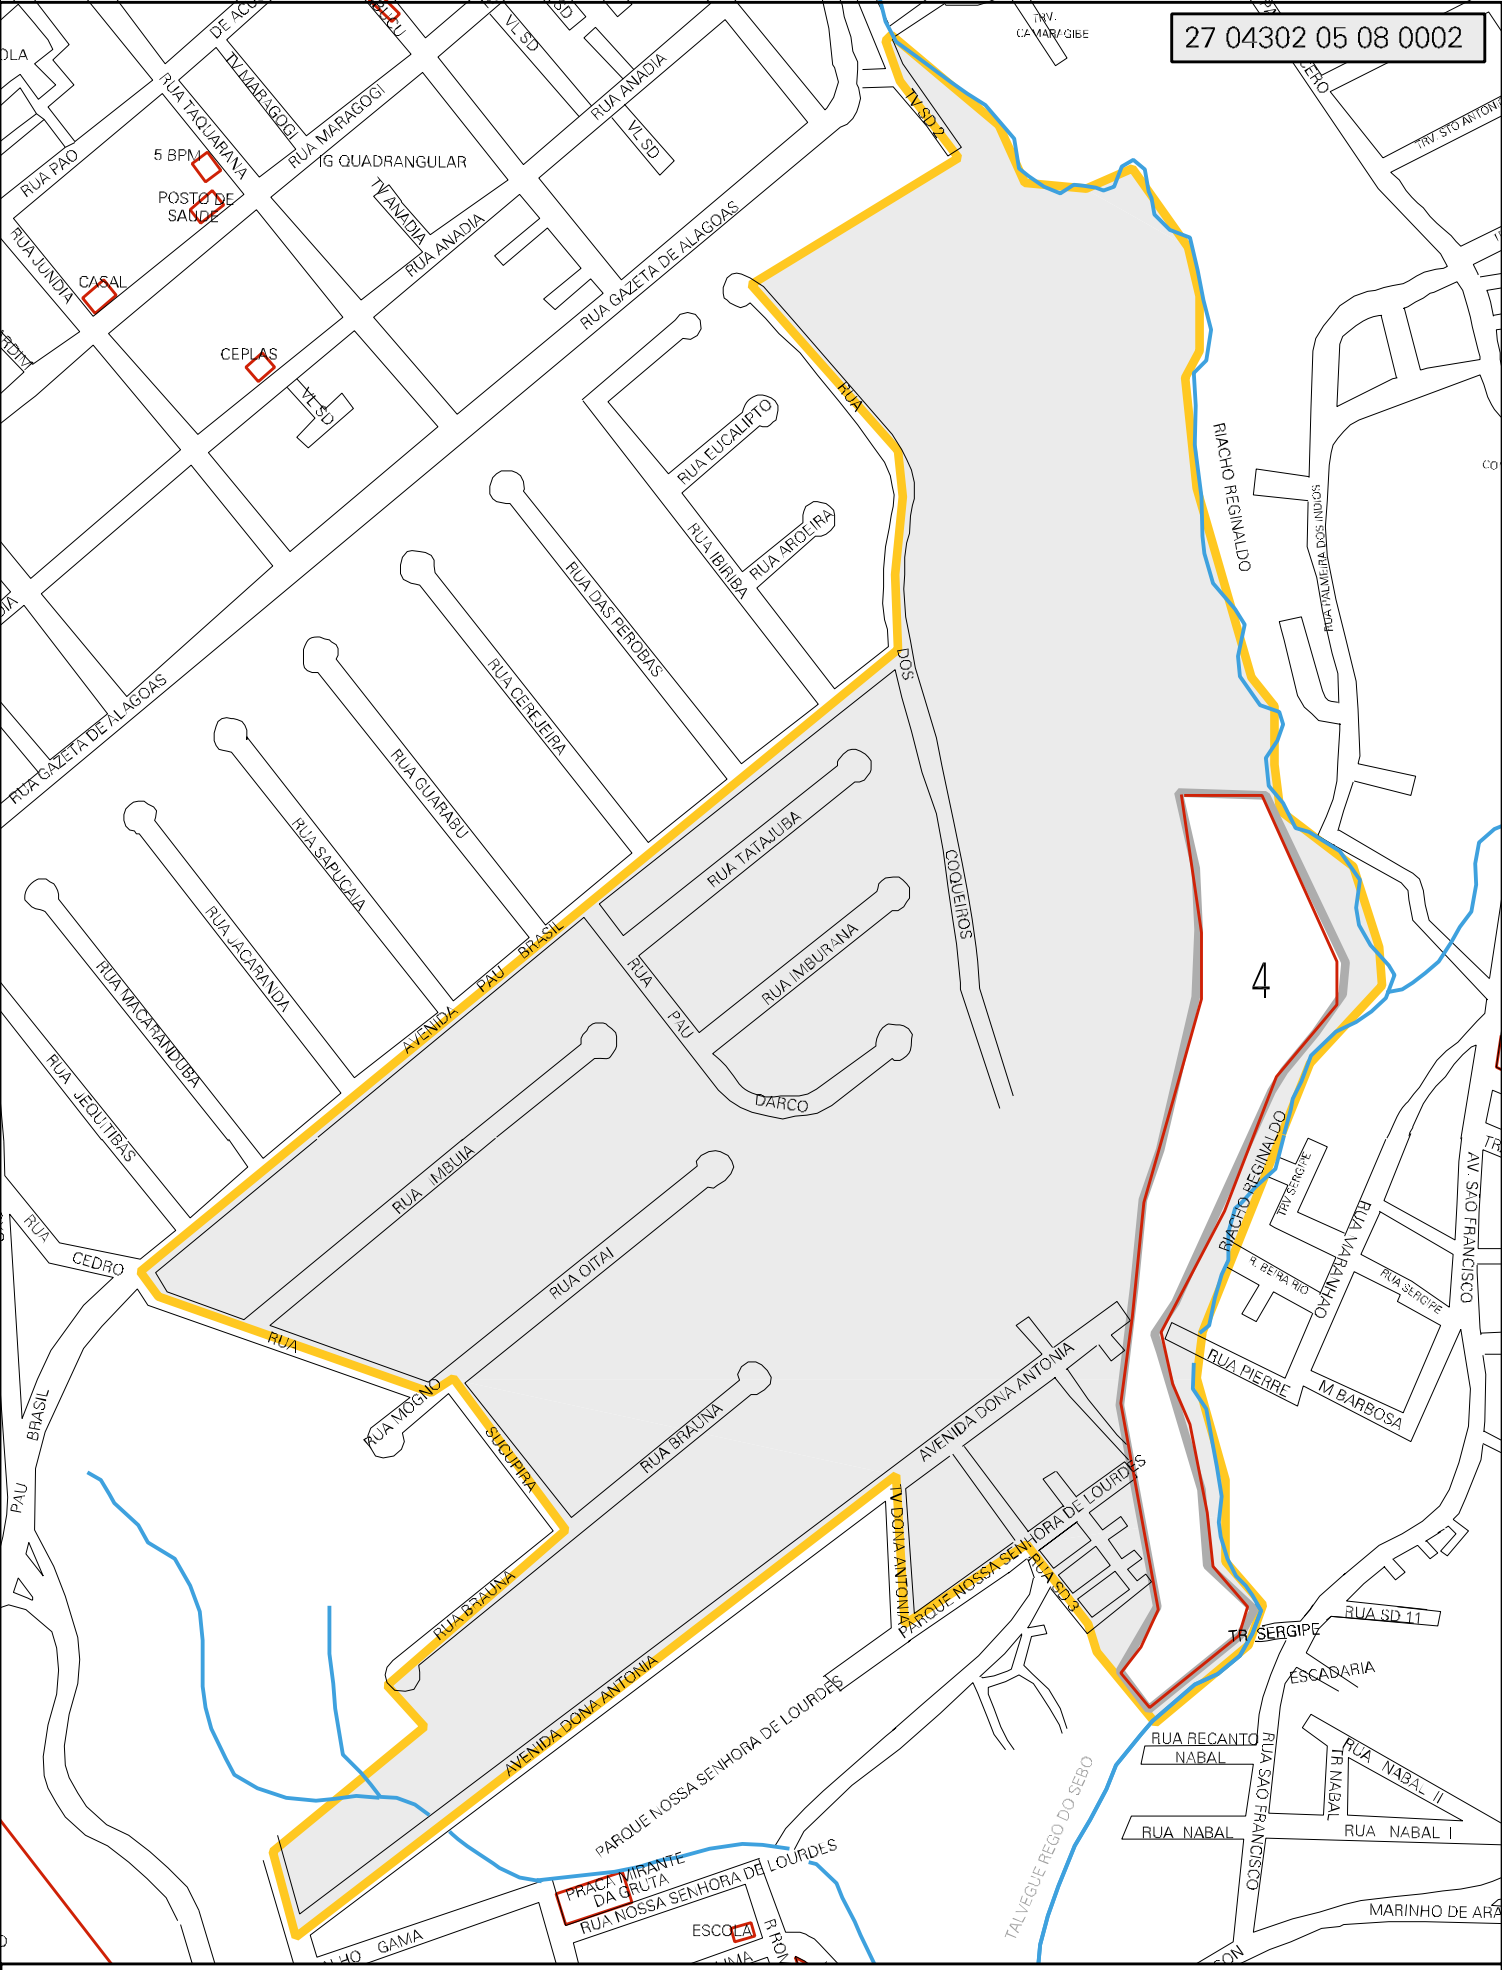 27 04302 05 08 0002
TRV.
CAMARAGIBE
VL SD
RUA ANADIA
RUA TAQUARANA
TV MARAGOGI
RUA MARAGOGI
TV SD 2
VL SD
5 BPM
IG QUADRANGULAR
RUA PAO
POSTO DE
SAUDE
TV ANADIA
RUA ANADIA
RUA JUNDIA
CASAL
RUA GAZETA DE ALAGOAS
CEPLAS
VL SD
RUA
RUA EUCALIPTO
RIACHO REGINALDO
RUA PALMEIRA DOS INDIOS
RUA AROEIRA
RUA IBIRIBA
RUA DAS PEROBAS
DOS
RUA CEREJEIRA
RUA GAZETA DE ALAGOAS
RUA GUARABU
RUA TATAJUBA
RUA SAPUCAIA
COQUEIROS
RUA JACARANDA
AVENIDA PAU BRASIL
RUA IMBURANA
RUA
PAU
DARCO
4
RUA MACARANDUBA
RUA JEQUITIBAS
RUA IMBUIA
RIACHO REGINALDO
TRV SERGIPE
AV. SAO FRANCISCO
RUA MARANHAO
R. BEIRA RIO
RUA SERGIPE
RUA
CEDRO
RUA OITAI
RUA
RUA PIERRE
M BARBOSA
AVENIDA DONA ANTONIA
RUA MOGNO
SUCUPIRA
RUA BRAUNA
BRASIL
PAU
TV DONA ANTONIA
PARQUE NOSSA SENHORA DE LOURDES
RUA SD 3
RUA BRAUNA
RUA SD 11
TR SERGIPE
ESCADARIA
AVENIDA DONA ANTONIA
PARQUE NOSSA SENHORA DE LOURDES
RUA RECANTO
NABAL
RUA SAO FRANCISCO
TR NABAL
RUA NABAL II
RUA NABAL
RUA NABAL I
TALVEGUE REGO DO SEBO
PRACA MIRANTE
DA GRUTA
RUA NOSSA SENHORA DE LOURDES
ESCOLA
GAMA
MARINHO DE ARA